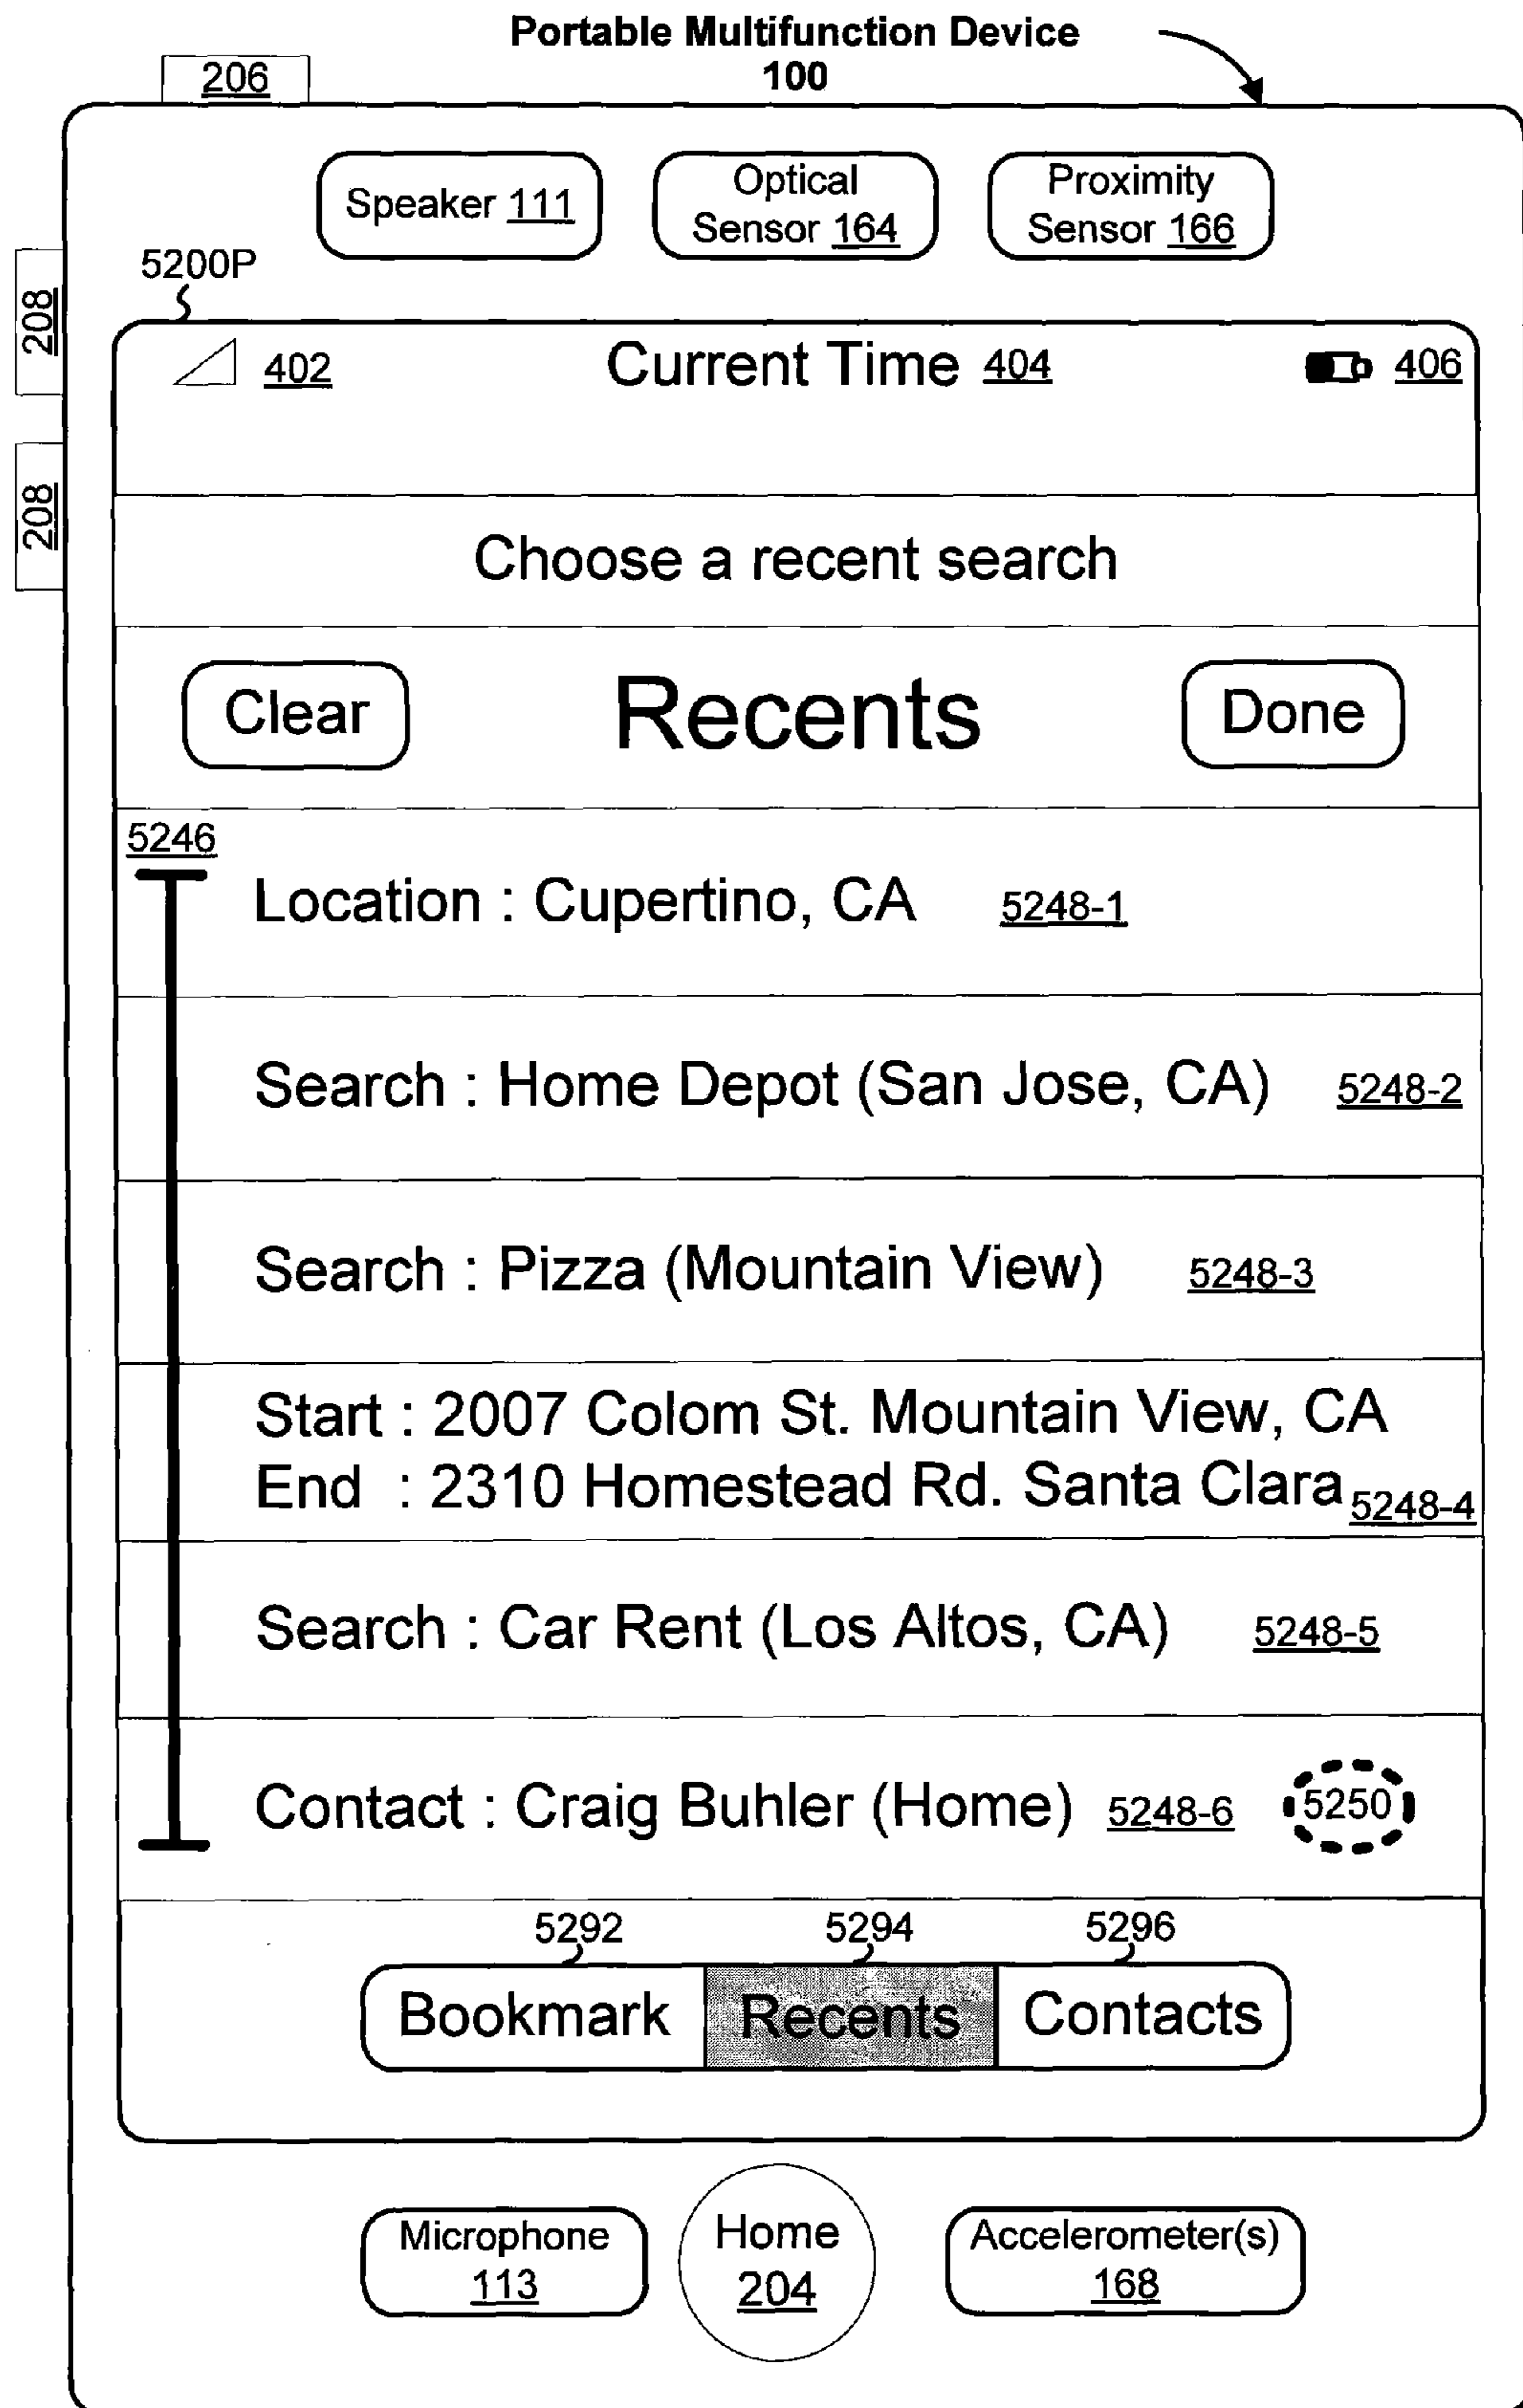 Portable Multifunction Device
100
206
Speaker 111
Optical
Sensor 164
Proximity
Sensor 166
5200P
208
208
402
Current Time 404
406
Choose a recent search
Clear
Recents
Done
5246
Location : Cupertino, CA 5248-1
Search : Home Depot (San Jose, CA) 5248-2
Search : Pizza (Mountain View) 5248-3
Start : 2007 Colom St. Mountain View, CA
End : 2310 Homestead Rd. Santa Clara 5248-4
Search : Car Rent (Los Altos, CA) 5248-5
Contact : Craig Buhler (Home) 5248-6 5250
5292
5294
5296
Bookmark
Recents
Contacts
Microphone
113
Home
204
Accelerometer(s)
168